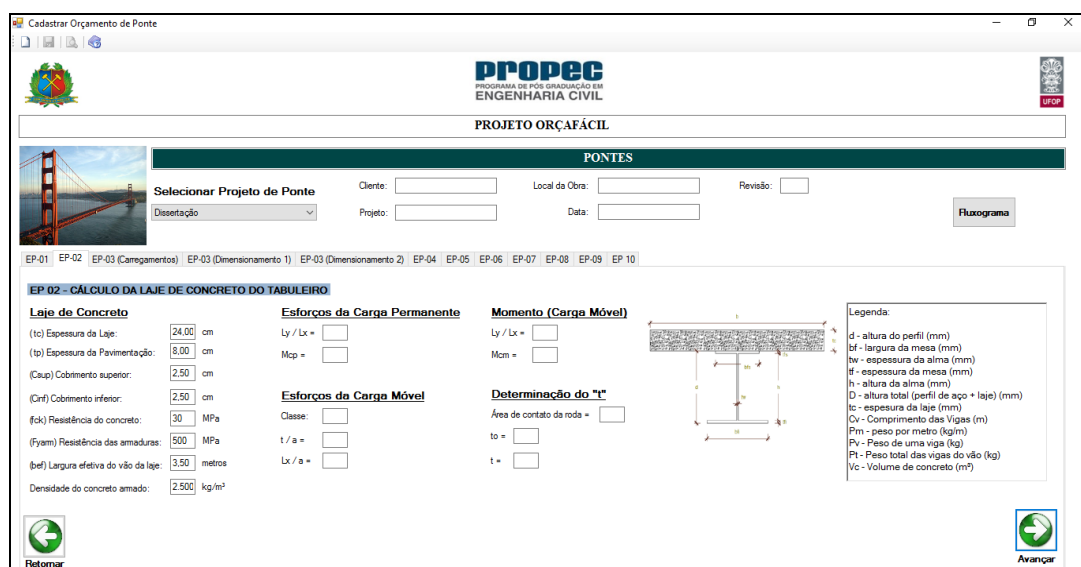 Cadastrar Orçamento de Ponte
PROPEC
PROGRAMA DE PÓS GRADUAÇÃO EM
ENGENHARIA CIVIL
UFOP
PROJETO ORÇAFÁCIL
PONTES
Selecionar Projeto de Ponte
Dissertação
Cliente:
Local da Obra:
Revisão:
Projeto:
Data:
Fluxograma
EP-01 EP-02 EP-03 (Carregamentos) EP-03 (Dimensionamento 1) EP-03 (Dimensionamento 2) EP-04 EP-05 EP-06 EP-07 EP-08 EP-09 EP 10
EP 02 - CÁLCULO DA LAJE DE CONCRETO DO TABULEIRO
Laje de Concreto
(tc) Espessura da Laje: 24,00 cm
(tp) Espessura da Pavimentação: 8,00 cm
(Csup) Cobrimento superior: 2,50 cm
(Cinf) Cobrimento inferior: 2,50 cm
(fck) Resistência do concreto: 30 MPa
(Fyam) Resistência das armaduras: 500 MPa
(bef) Largura efetiva do vão da laje: 3,50 metros
Densidade do concreto armado: 2.500 kg/m³
Esforços da Carga Permanente
Ly / Lx =
Mcp =
Esforços da Carga Móvel
Classe:
t / a =
Lx / a =
Momento (Carga Móvel)
Ly / Lx =
Mcm =
Determinação do "t"
Área de contato da roda =
to =
t =
Legenda:
d - altura do perfil (mm)
bf - largura da mesa (mm)
tw - espessura da alma (mm)
tf - espessura da mesa (mm)
h - altura da alma (mm)
D - altura total (perfil de aço + laje) (mm)
tc - espesura da laje (mm)
Cv - Comprimento das Vigas (m)
Pm - peso por metro (kg/m)
Pv - Peso de uma viga (kg)
Pt - Peso total das vigas do vão (kg)
Vc - Volume de concreto (m³)
Retornar
Avançar